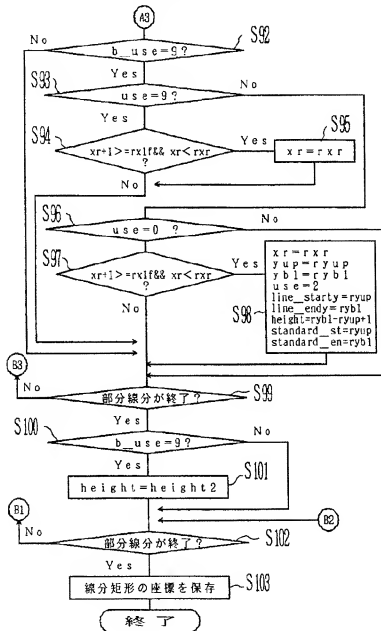 A3
No
S92
b_use=9?
Yes
S93
No
use=9?
Yes
S94
S95
xr+1>=rxlf&& xr<rxr
?
Yes
xr=rxr
No
S96
use=0 ?
No
Yes
S97
xr+1>=rxlf&& xr<rxr
?
Yes
No
xr=rxr
yup=ryup
ybl=rybl
use=2
line_starty=ryup
line_endy=rybl
height=rybl-ryup+1
standard_st=ryup
standard_en=rybl
S98
B3
No
部分線分が終了?
S99
Yes
S100
b_use=9?
No
Yes
S101
height=height2
B1
B2
No
部分線分が終了?
S102
Yes
線分矩形の座標を保存
S103
終了